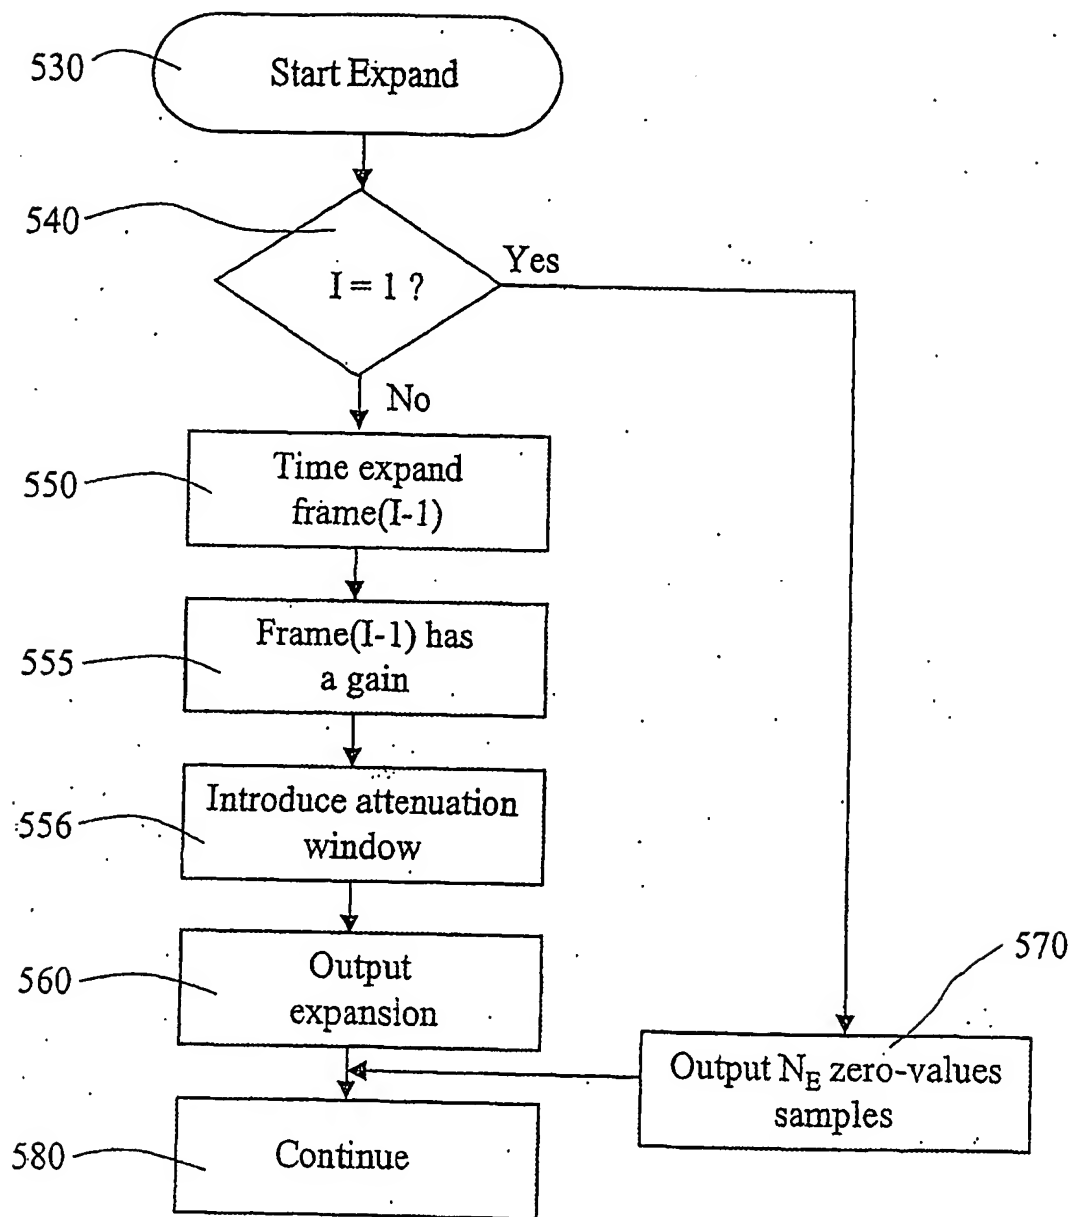 530
Start Expand
540
I = 1 ?
Yes
No
550
Time expand
frame(I-1)
555
Frame(I-1) has
a gain
556
Introduce attenuation
window
560
Output
expansion
570
Output N_E zero-values
samples
580
Continue